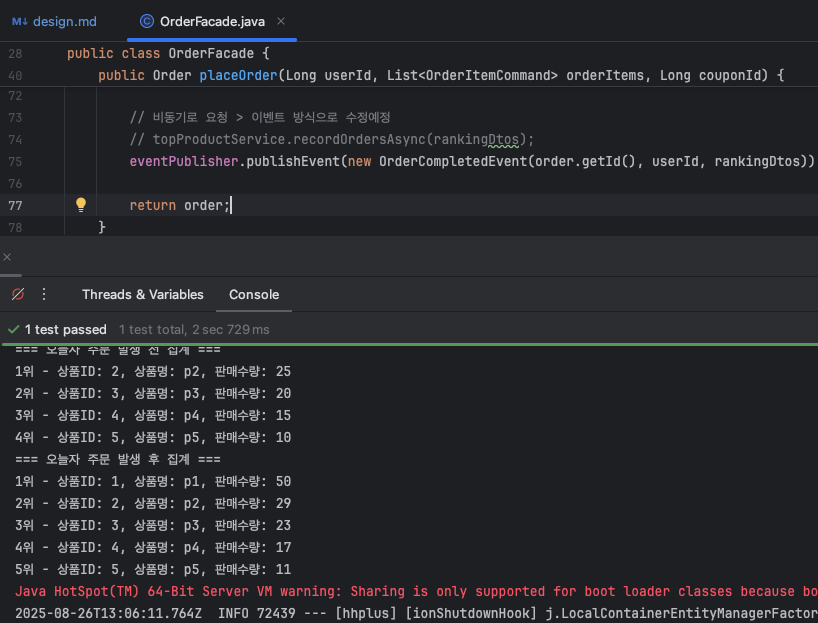 M↓ design.md
© OrderFacade.java ×
28 public class OrderFacade {
40 public Order placeOrder(Long userId, List<OrderItemCommand> orderItems, Long couponId) {
72
73 // 비동기로 요청 > 이벤트 방식으로 수정예정
74 // topProductService.recordOrdersAsync(rankingDtos);
75 eventPublisher.publishEvent(new OrderCompletedEvent(order.getId(), userId, rankingDtos))
76
77 return order;
78 }
Threads & Variables Console
1 test passed 1 test total, 2 sec 729 ms
=== 오늘자 주문 발생 전 집계 ===
1위 - 상품ID: 2, 상품명: p2, 판매수량: 25
2위 - 상품ID: 3, 상품명: p3, 판매수량: 20
3위 - 상품ID: 4, 상품명: p4, 판매수량: 15
4위 - 상품ID: 5, 상품명: p5, 판매수량: 10
=== 오늘자 주문 발생 후 집계 ===
1위 - 상품ID: 1, 상품명: p1, 판매수량: 50
2위 - 상품ID: 2, 상품명: p2, 판매수량: 29
3위 - 상품ID: 3, 상품명: p3, 판매수량: 23
4위 - 상품ID: 4, 상품명: p4, 판매수량: 17
5위 - 상품ID: 5, 상품명: p5, 판매수량: 11
Java HotSpot(TM) 64-Bit Server VM warning: Sharing is only supported for boot loader classes because bo
2025-08-26T13:06:11.764Z INFO 72439 --- [hhplus] [ionShutdownHook] j.LocalContainerEntityManagerFactor